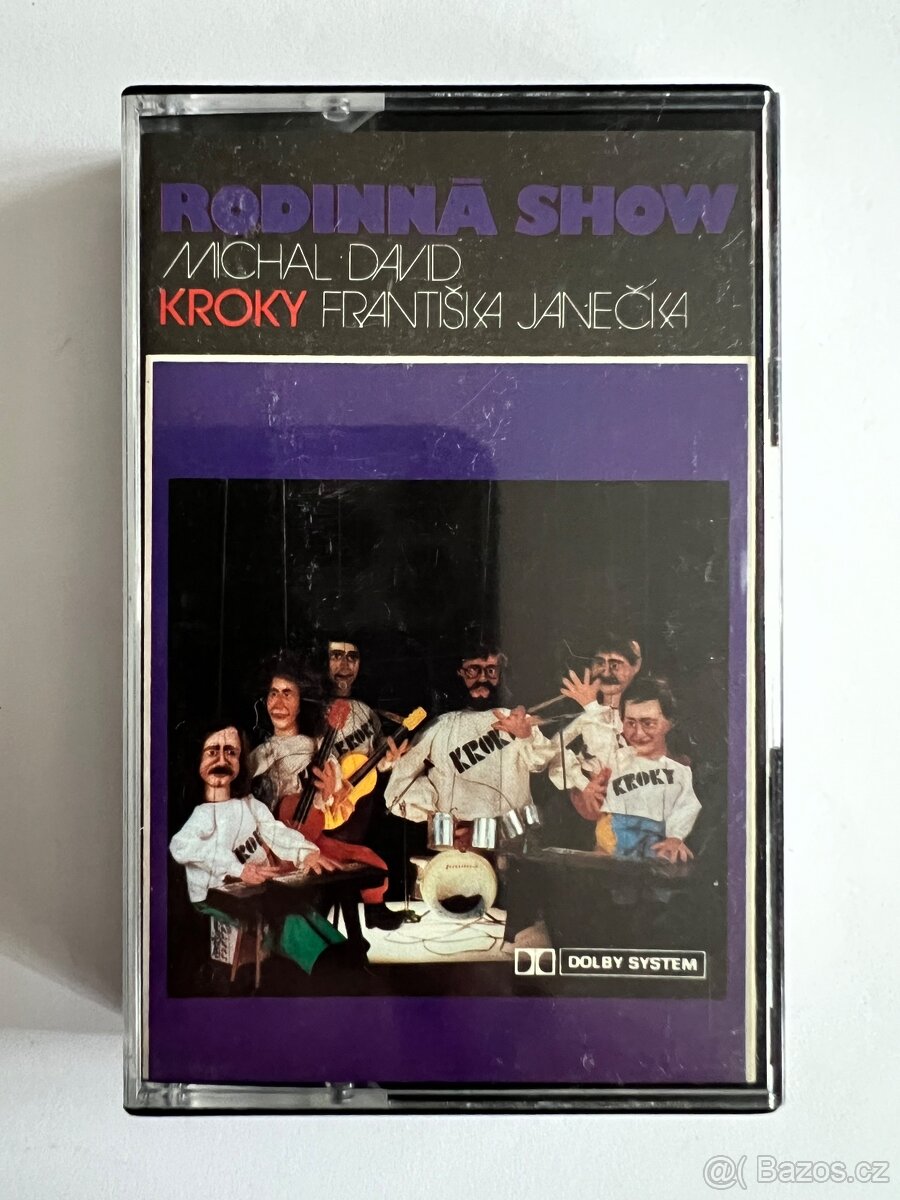 RODINNÁ SHOW
MICHAL DAVID
KROKY FRANTIŠKA JANEČKA
KROKY
KROKY
KROKY
DOLBY SYSTEM
@ Bazos.cz